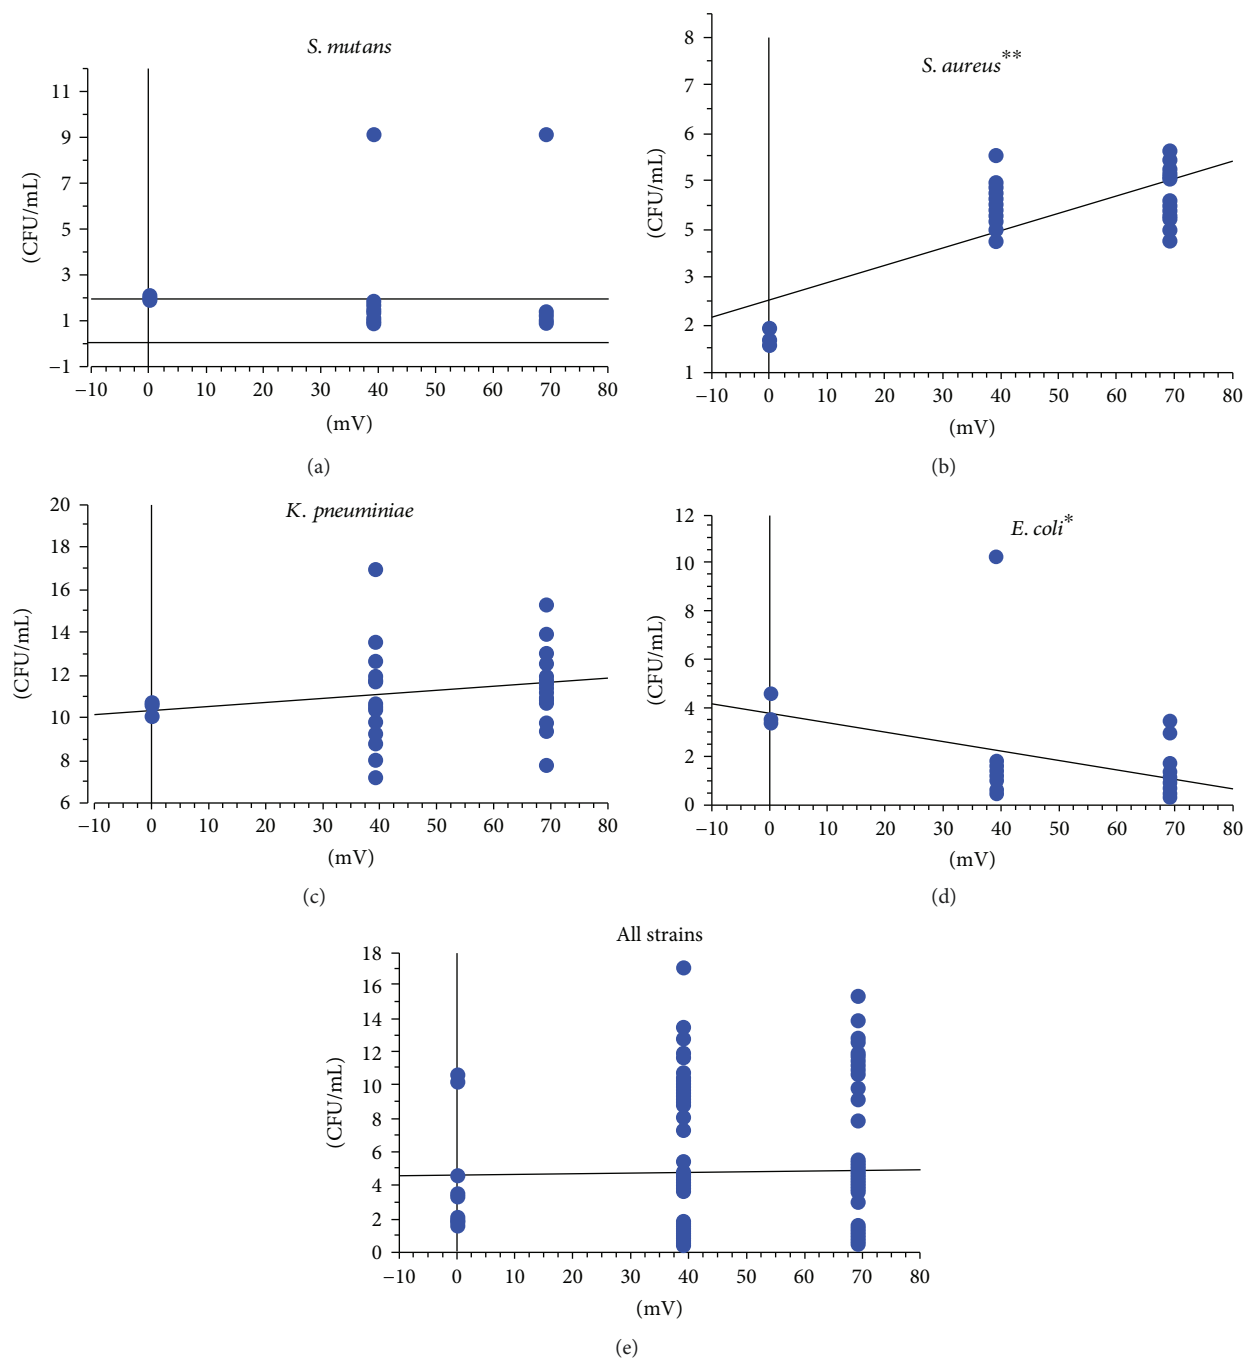 S. mutans
11
9
7
5
3
1
−1
(CFU/mL)
−10 0 10 20 30 40 50 60 70 80
(mV)
(a)
S. aureus**
8
7
6
5
5
3
2
1
(CFU/mL)
−10 0 10 20 30 40 50 60 70 80
(mV)
(b)
K. pneuminiae
20
18
16
14
12
10
8
6
(CFU/mL)
−10 0 10 20 30 40 50 60 70 80
(mV)
(c)
E. coli*
12
10
8
6
4
2
0
(CFU/mL)
−10 0 10 20 30 40 50 60 70 80
(mV)
(d)
All strains
18
16
14
12
10
8
6
4
2
0
(CFU/mL)
−10 0 10 20 30 40 50 60 70 80
(mV)
(e)